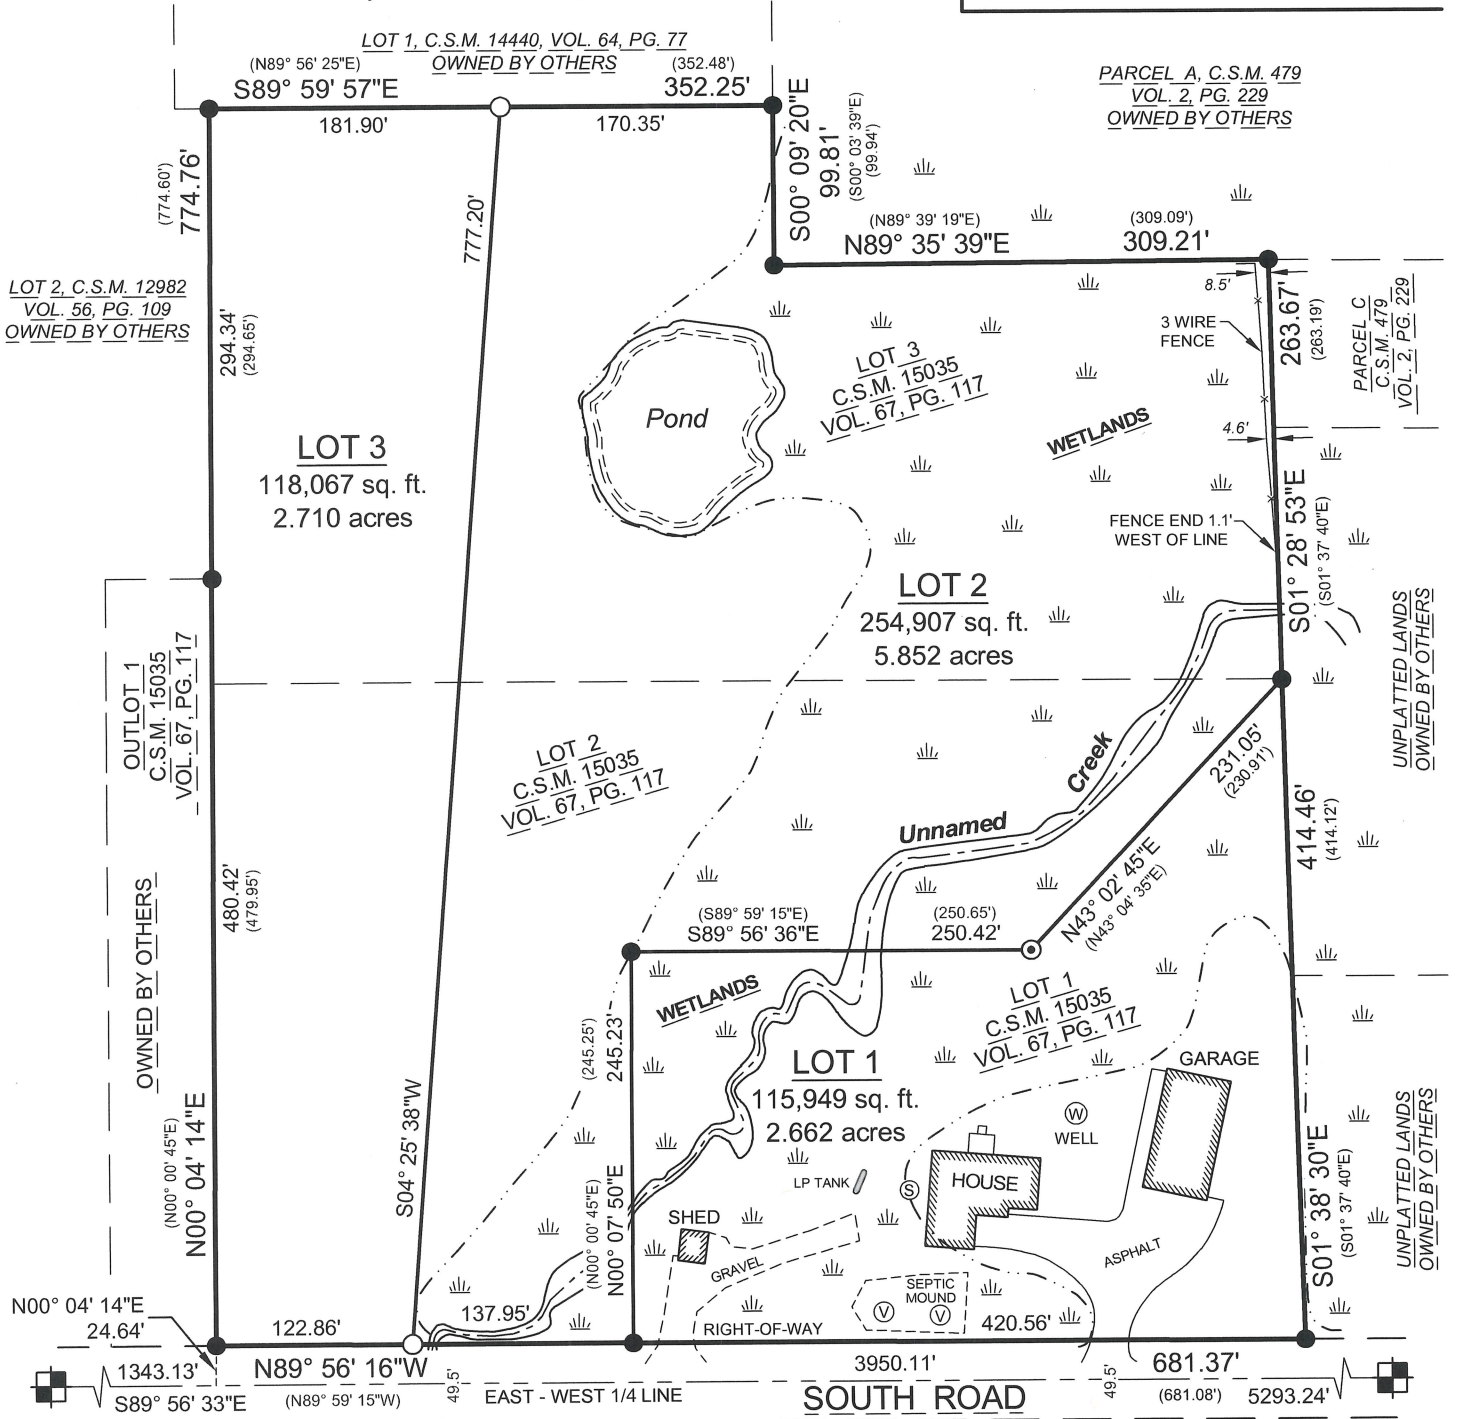 LOT 1, C.S.M. 14440, VOL. 64, PG. 77
OWNED BY OTHERS
(N89° 56' 25"E)
(352.48')
S89° 59' 57"E
352.25'
181.90'
170.35'
PARCEL A, C.S.M. 479
VOL. 2, PG. 229
OWNED BY OTHERS
S00° 09' 20"E
99.81'
(S00° 03' 39"E)
(99.94')
(774.60')
774.76'
777.20'
(N89° 39' 19"E)
(309.09')
N89° 35' 39"E
309.21'
LOT 2, C.S.M. 12982
VOL. 56, PG. 109
OWNED BY OTHERS
294.34'
(294.65')
8.5'
3 WIRE
FENCE
263.67'
(263.19')
PARCEL C
C.S.M. 479
VOL. 2, PG. 229
LOT 3
C.S.M. 15035
VOL. 67, PG. 117
Pond
WETLANDS
4.6'
LOT 3
118,067 sq. ft.
2.710 acres
FENCE END 1.1'
WEST OF LINE
S01° 28' 53"E
(S01° 37' 40"E)
LOT 2
254,907 sq. ft.
5.852 acres
UNPLATTED LANDS
OWNED BY OTHERS
OUTLOT 1
C.S.M. 15035
VOL. 67, PG. 117
LOT 2
C.S.M. 15035
VOL. 67, PG. 117
Creek
Unnamed
231.05'
(230.91')
414.46'
(414.12')
480.42'
(479.95')
OWNED BY OTHERS
(S89° 59' 15"E)
(250.65')
S89° 56' 36"E
250.42'
N43° 02' 45"E
(N43° 04' 35"E)
WETLANDS
LOT 1
C.S.M. 15035
VOL. 67, PG. 117
(245.25')
245.23'
LOT 1
115,949 sq. ft.
2.662 acres
GARAGE
W
WELL
S04° 25' 38"W
(N00° 00' 45"E)
N00° 04' 14"E
LP TANK
S
HOUSE
UNPLATTED LANDS
OWNED BY OTHERS
S01° 38' 30"E
(S01° 37' 40"E)
(N00° 00' 45"E)
N00° 07' 50"E
SHED
GRAVEL
ASPHALT
SEPTIC
MOUND
V
V
N00° 04' 14"E
24.64'
122.86'
137.95'
RIGHT-OF-WAY
420.56'
1343.13'
N89° 56' 16"W
3950.11'
681.37'
S89° 56' 33"E
(N89° 59' 15"W)
49.5'
EAST - WEST 1/4 LINE
SOUTH ROAD
49.5'
(681.08')
5293.24'